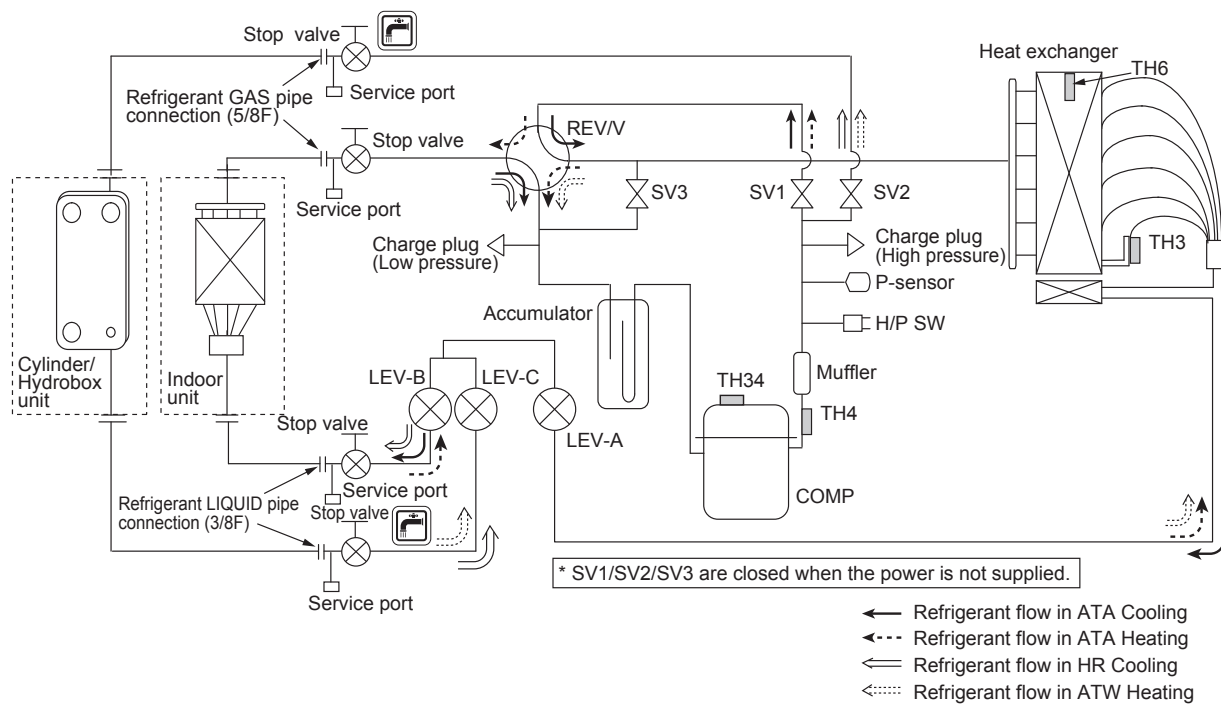 Stop valve
Service port
Refrigerant GAS pipe
connection (5/8F)
Stop valve
Service port
REV/V
SV3
SV1
SV2
Heat exchanger
TH6
TH3
Charge plug
(Low pressure)
Charge plug
(High pressure)
P-sensor
H/P SW
Accumulator
Muffler
TH34
TH4
COMP
Cylinder/
Hydrobox
unit
Indoor
unit
LEV-B
LEV-C
LEV-A
Stop valve
Service port
Refrigerant LIQUID pipe
connection (3/8F)
Stop valve
Service port
* SV1/SV2/SV3 are closed when the power is not supplied.
Refrigerant flow in ATA Cooling
Refrigerant flow in ATA Heating
Refrigerant flow in HR Cooling
Refrigerant flow in ATW Heating